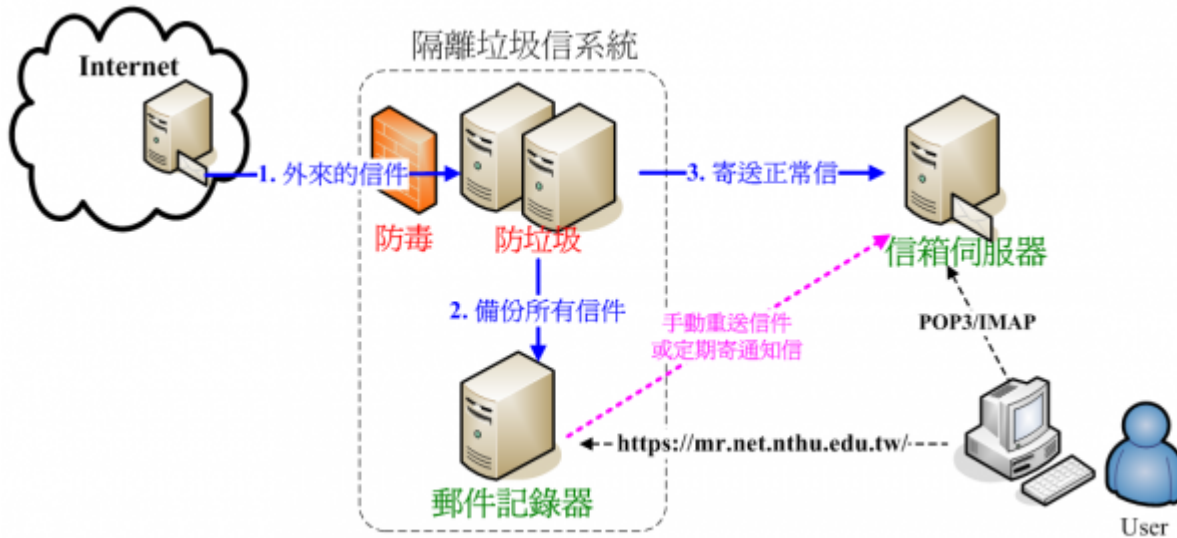 隔離垃圾信系統
Internet
1. 外來的信件
3. 寄送正常信
防毒
防垃圾
信箱伺服器
2. 備份所有信件
手動重送信件
或定期寄通知信
POP3/IMAP
https://mr.net.nthu.edu.tw/
郵件記錄器
User